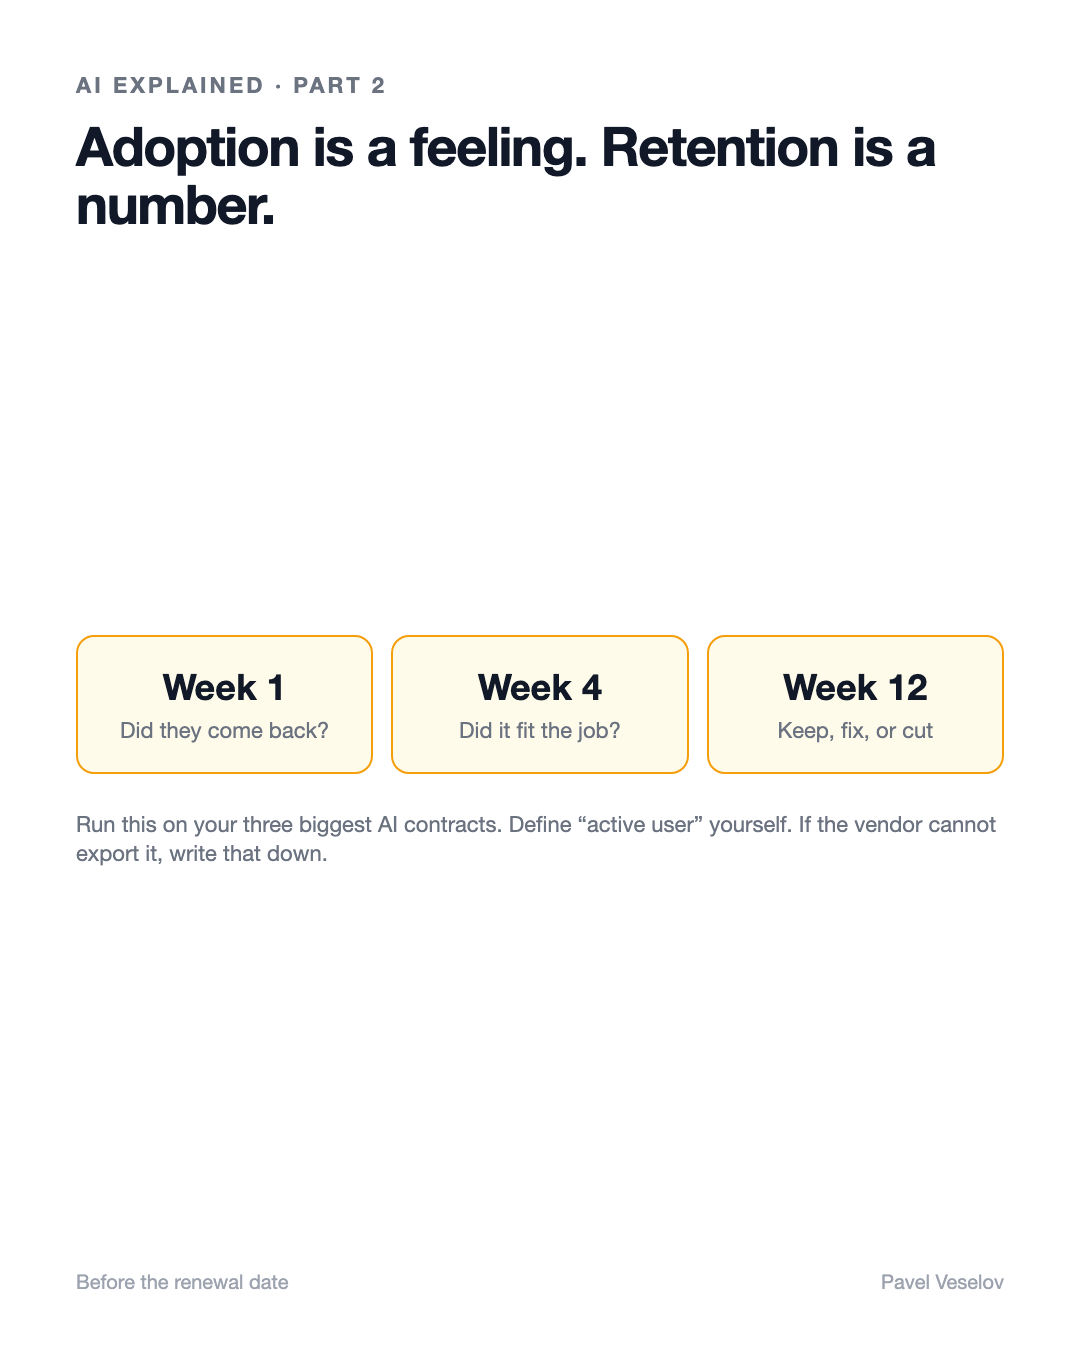 AI EXPLAINED · PART 2
Adoption is a feeling. Retention is a
number.
Week 1
Did they come back?
Week 4
Did it fit the job?
Week 12
Keep, fix, or cut
Run this on your three biggest AI contracts. Define “active user” yourself. If the vendor cannot
export it, write that down.
Before the renewal date
Pavel Veselov